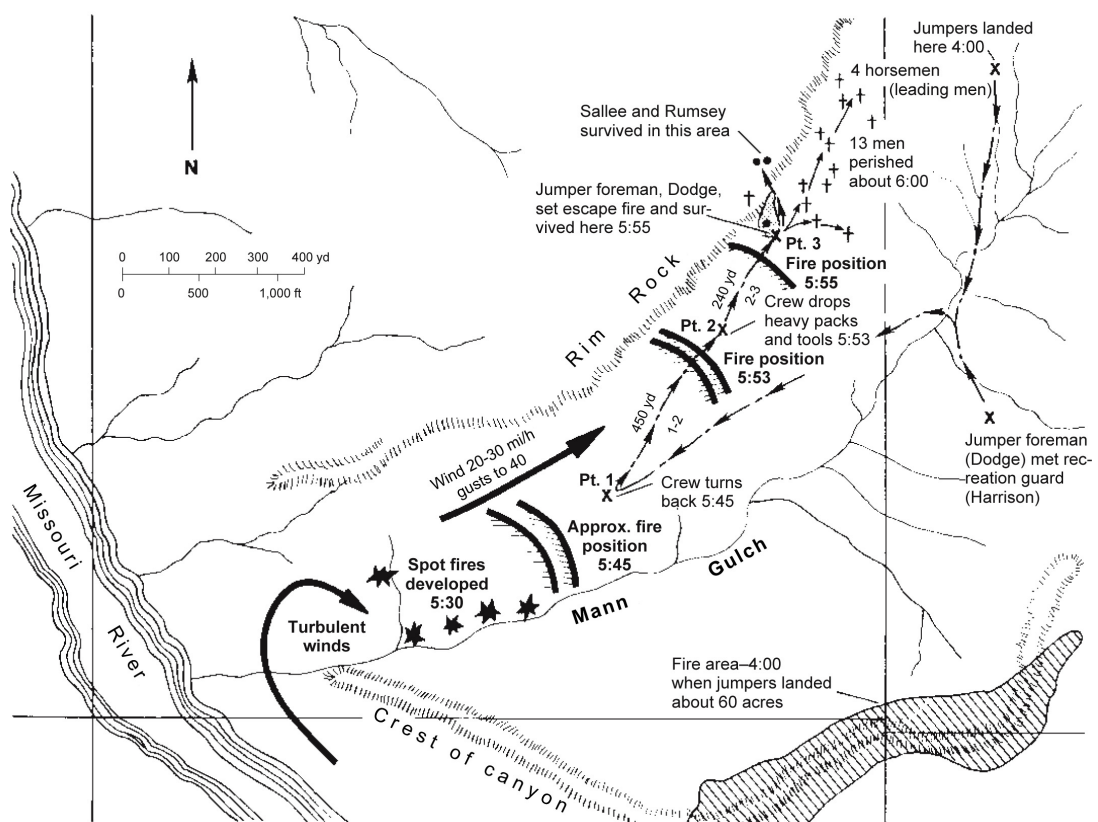 Jumpers landed
here 4:00
4 horsemen
(leading men)
Sallee and Rumsey
survived in this area
13 men
perished
about 6:00
N
Jumper foreman, Dodge,
set escape fire and sur-
vived here 5:55
Pt. 3
Fire position
5:55
0 100 200 300 400 yd
0 500 1,000 ft
Rim Rock
240 yd
2-3
Crew drops
heavy packs
and tools 5:53
Pt. 2
Fire position
5:53
450 yd
1-2
Wind 20-30 mi/h
gusts to 40
Jumper foreman
(Dodge) met rec-
reation guard
(Harrison)
Pt. 1
Crew turns
back 5:45
Missouri
River
Approx. fire
position
5:45
Spot fires
developed
5:30
Mann Gulch
Turbulent
winds
Fire area–4:00
when jumpers landed
about 60 acres
Crest of canyon